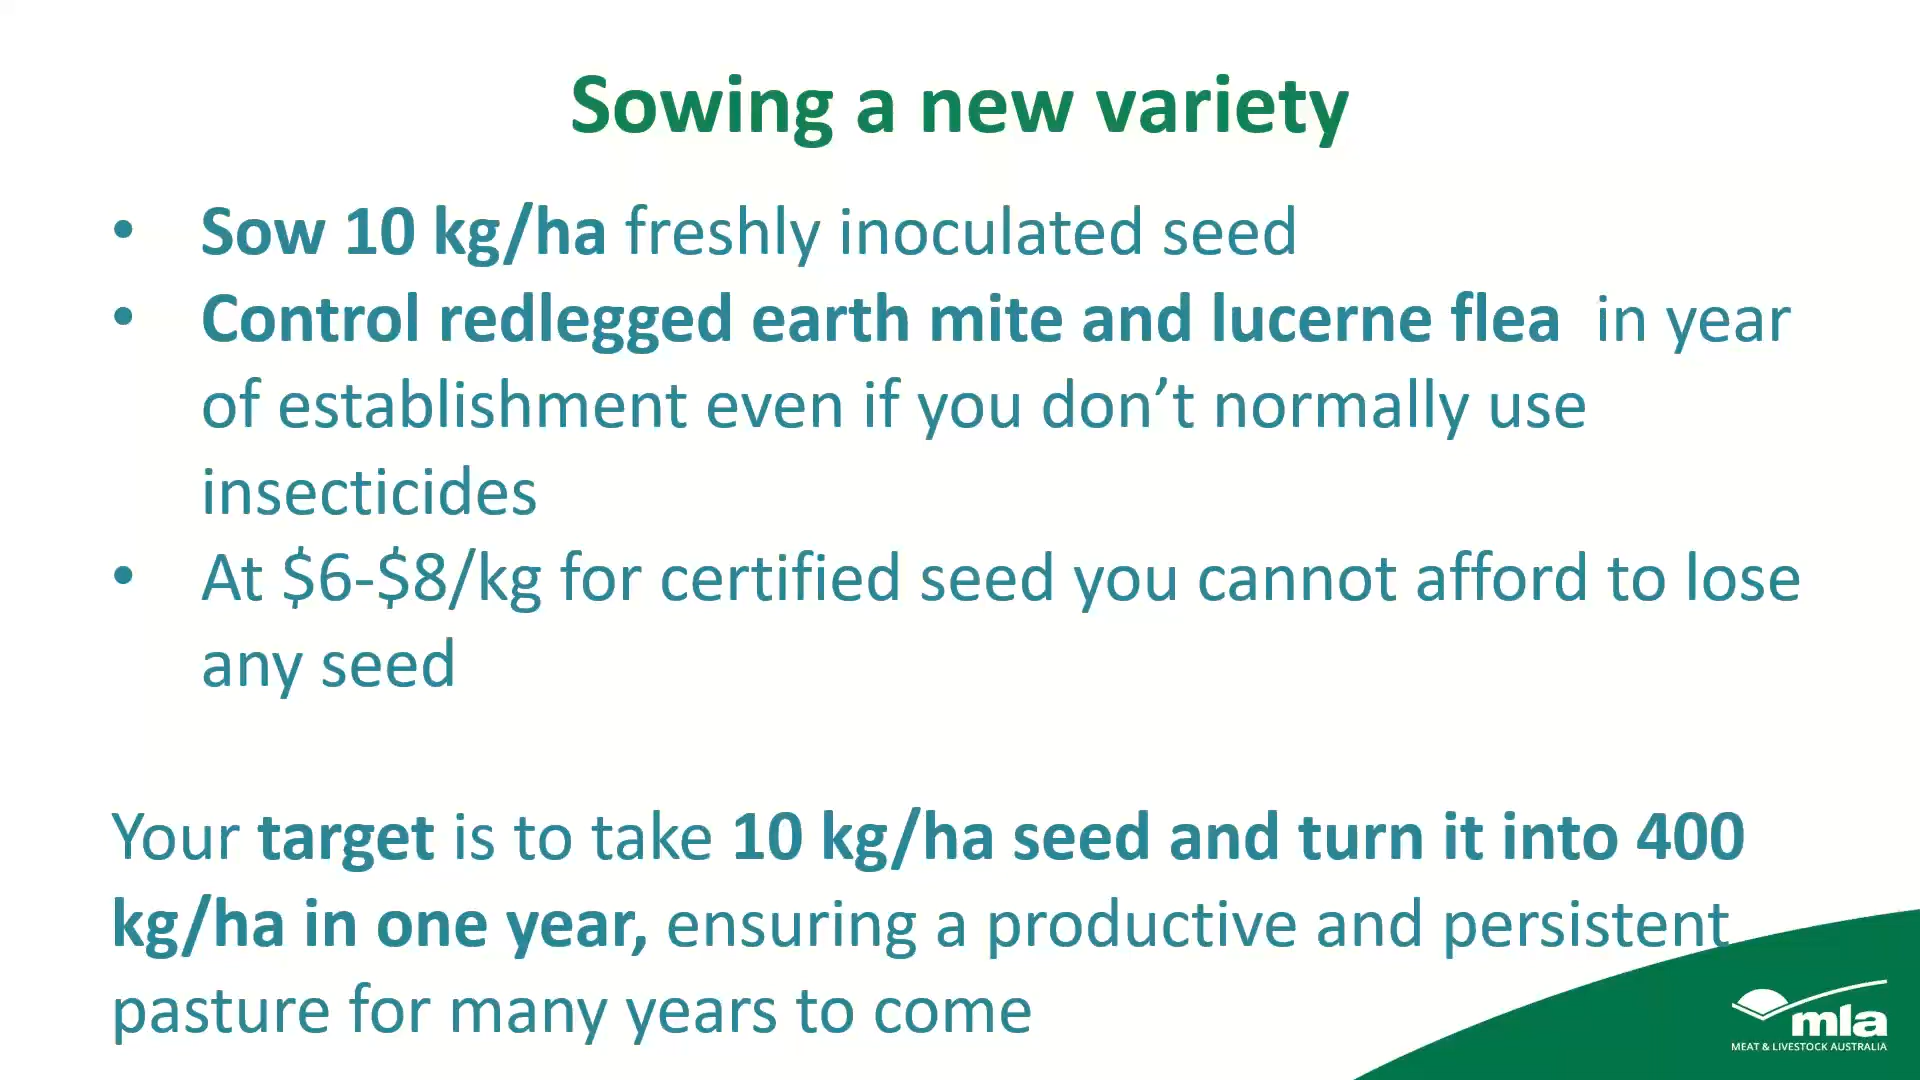 Sowing a new variety
• Sow 10 kg/ha freshly inoculated seed
• Control redlegged earth mite and lucerne flea in year
of establishment even if you don’t normally use
insecticides
• At $6-$8/kg for certified seed you cannot afford to lose
any seed
Your target is to take 10 kg/ha seed and turn it into 400
kg/ha in one year, ensuring a productive and persistent
pasture for many years to come
mla
MEAT & LIVESTOCK AUSTRALIA